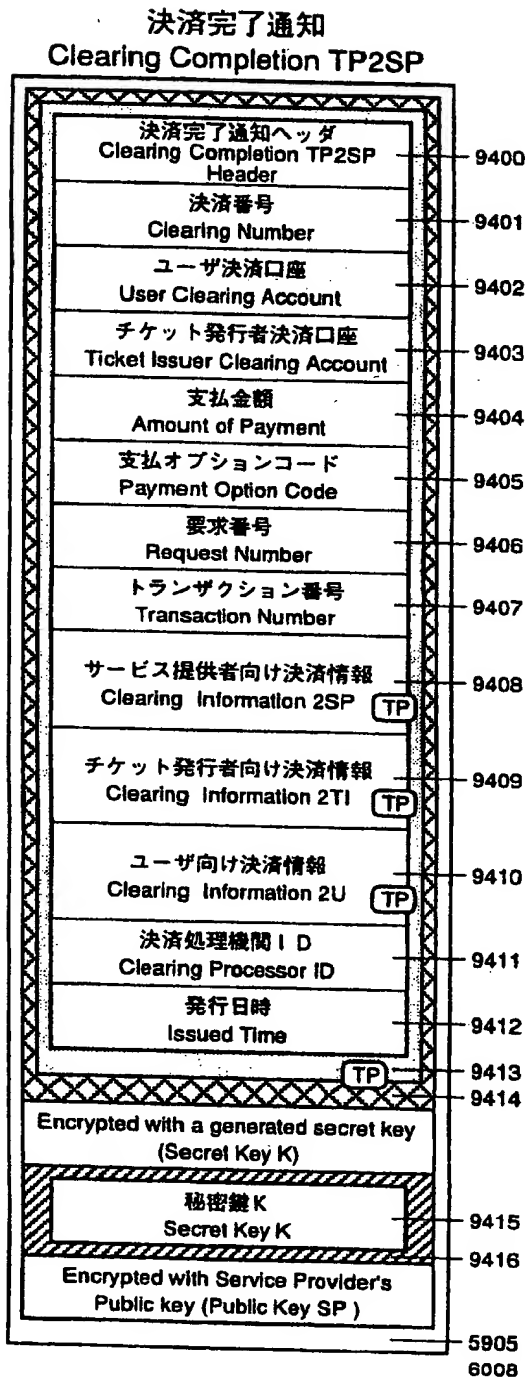 決済完了通知
Clearing Completion TP2SP
決済完了通知ヘッダ
Clearing Completion TP2SP
Header
9400
決済番号
Clearing Number
9401
ユーザ決済口座
User Clearing Account
9402
チケット発行者決済口座
Ticket Issuer Clearing Account
9403
支払金額
Amount of Payment
9404
支払オプションコード
Payment Option Code
9405
要求番号
Request Number
9406
トランザクション番号
Transaction Number
9407
サービス提供者向け決済情報
Clearing Information 2SP
TP
9408
チケット発行者向け決済情報
Clearing Information 2TI
TP
9409
ユーザ向け決済情報
Clearing Information 2U
TP
9410
決済処理機関ID
Clearing Processor ID
9411
発行日時
Issued Time
9412
TP
9413
9414
Encrypted with a generated secret key
(Secret Key K)
秘密鍵K
Secret Key K
9415
9416
Encrypted with Service Provider's
Public key (Public Key SP )
5905
6008